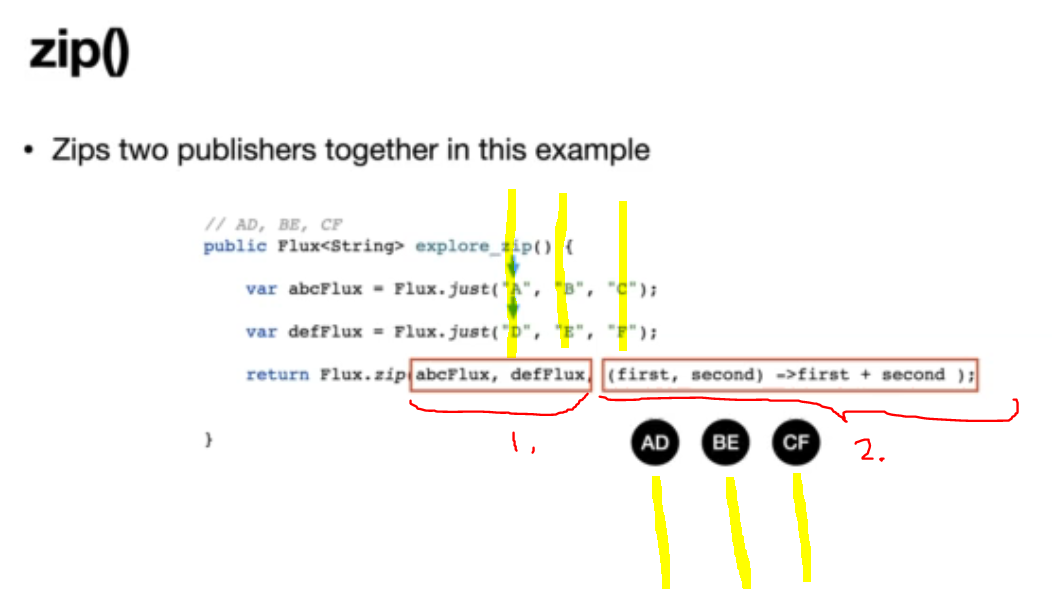 zip()
• Zips two publishers together in this example
// AD, BE, CF
public Flux<String> explore_zip() {
var abcFlux = Flux.just("A", "B", "C");
var defFlux = Flux.just("D", "E", "F");
return Flux.zip(abcFlux, defFlux, (first, second) ->first + second );
1. 2.
}
AD BE CF